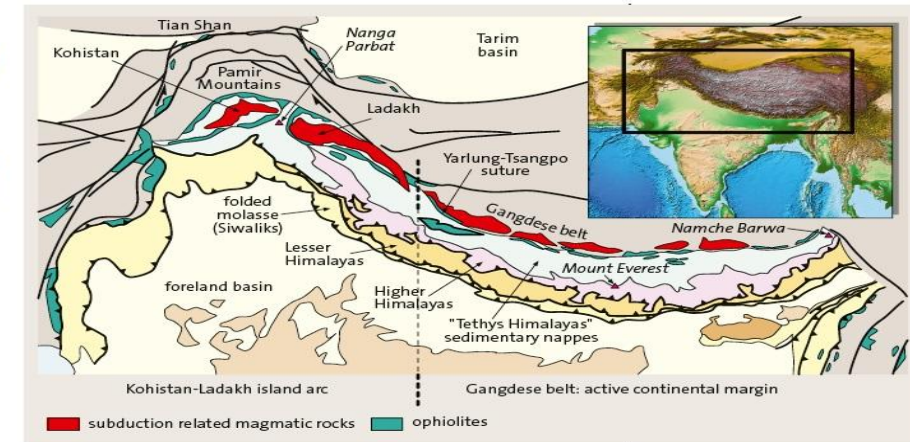 Tian Shan
Nanga
Parbat
Kohistan
Tarim
basin
Pamir
Mountains
Ladakh
Yarlung-Tsangpo
suture
folded
molasse
(Siwaliks)
Gangdese belt
Namche Barwa
Lesser
Himalayas
Mount Everest
foreland basin
Higher
Himalayas
"Tethys Himalayas"
sedimentary nappes
Kohistan-Ladakh island arc
Gangdese belt: active continental margin
subduction related magmatic rocks
ophiolites